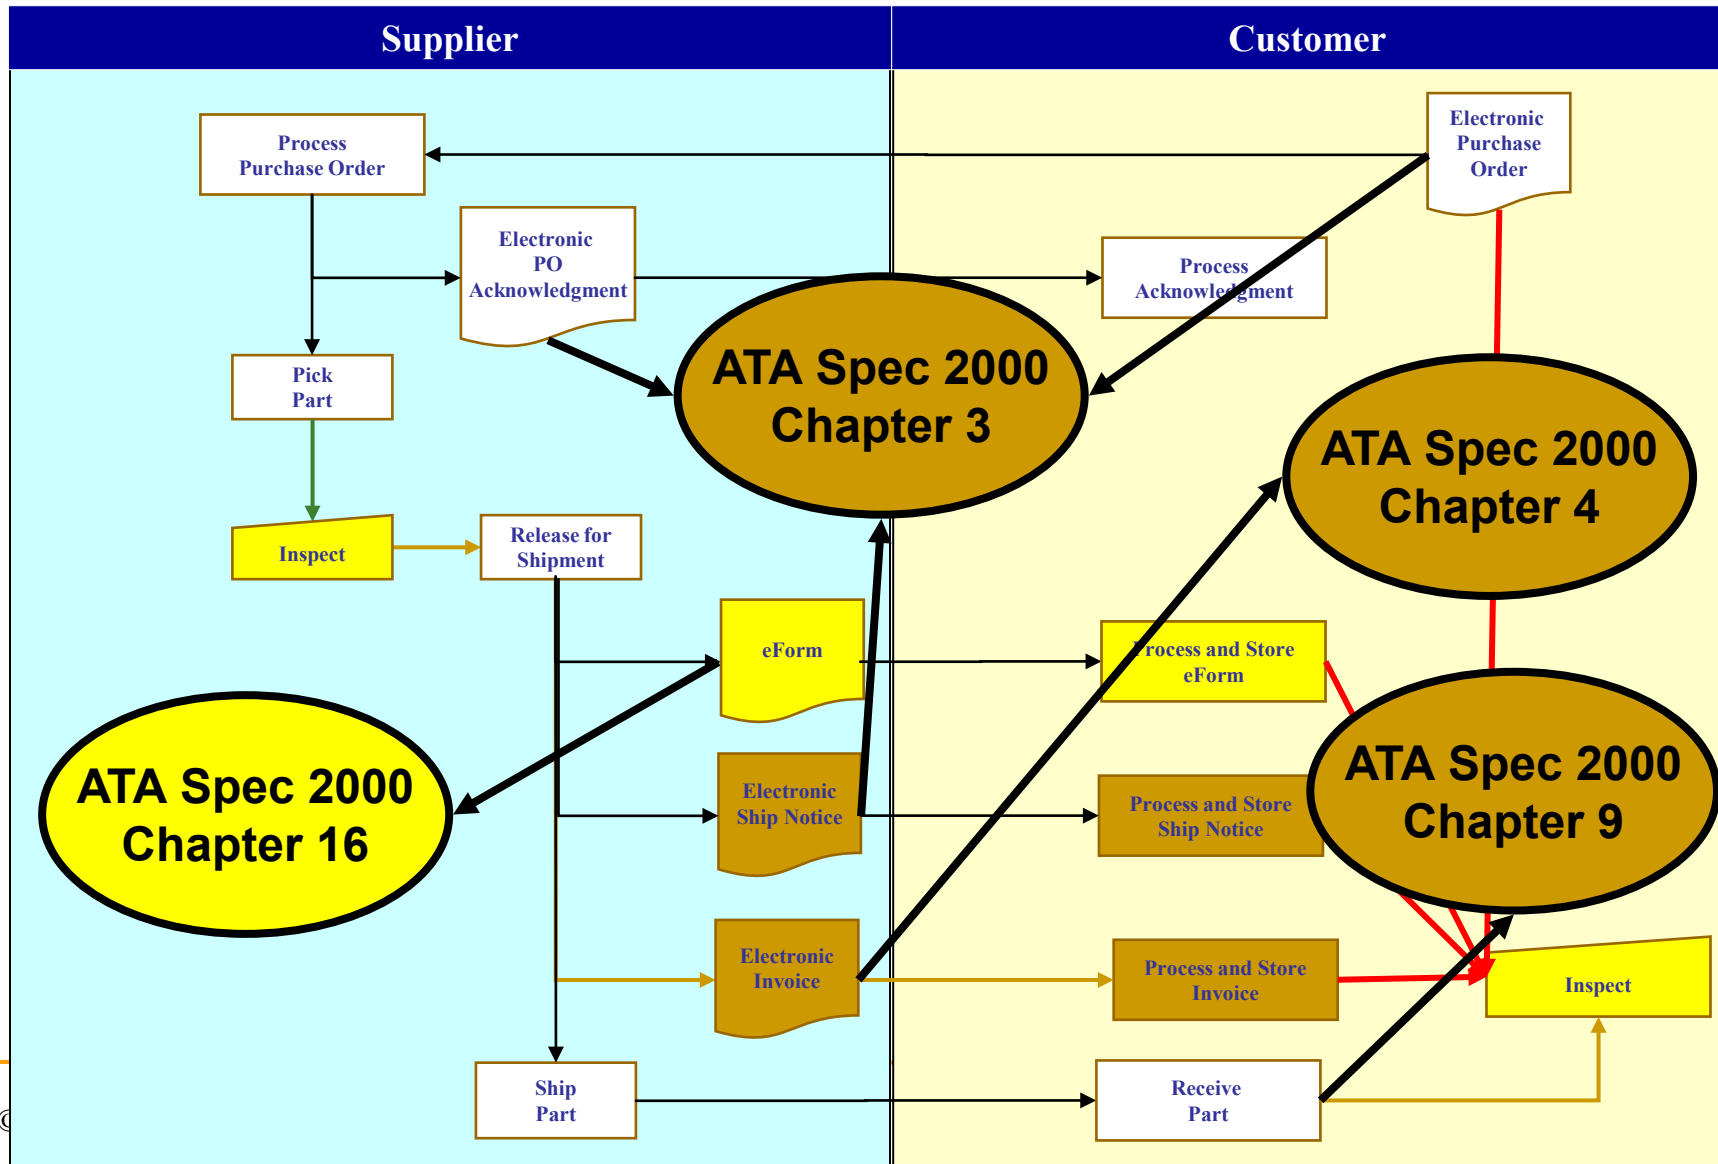 Supplier
Customer
Process
Purchase Order
Electronic
Purchase
Order
Electronic
PO
Acknowledgment
Process
Acknowledgment
ATA Spec 2000
Chapter 3
Pick
Part
ATA Spec 2000
Chapter 4
Inspect
Release for
Shipment
eForm
Process and Store
eForm
ATA Spec 2000
Chapter 16
Electronic
Ship Notice
Process and Store
Ship Notice
ATA Spec 2000
Chapter 9
Electronic
Invoice
Process and Store
Invoice
Inspect
Ship
Part
Receive
Part
©